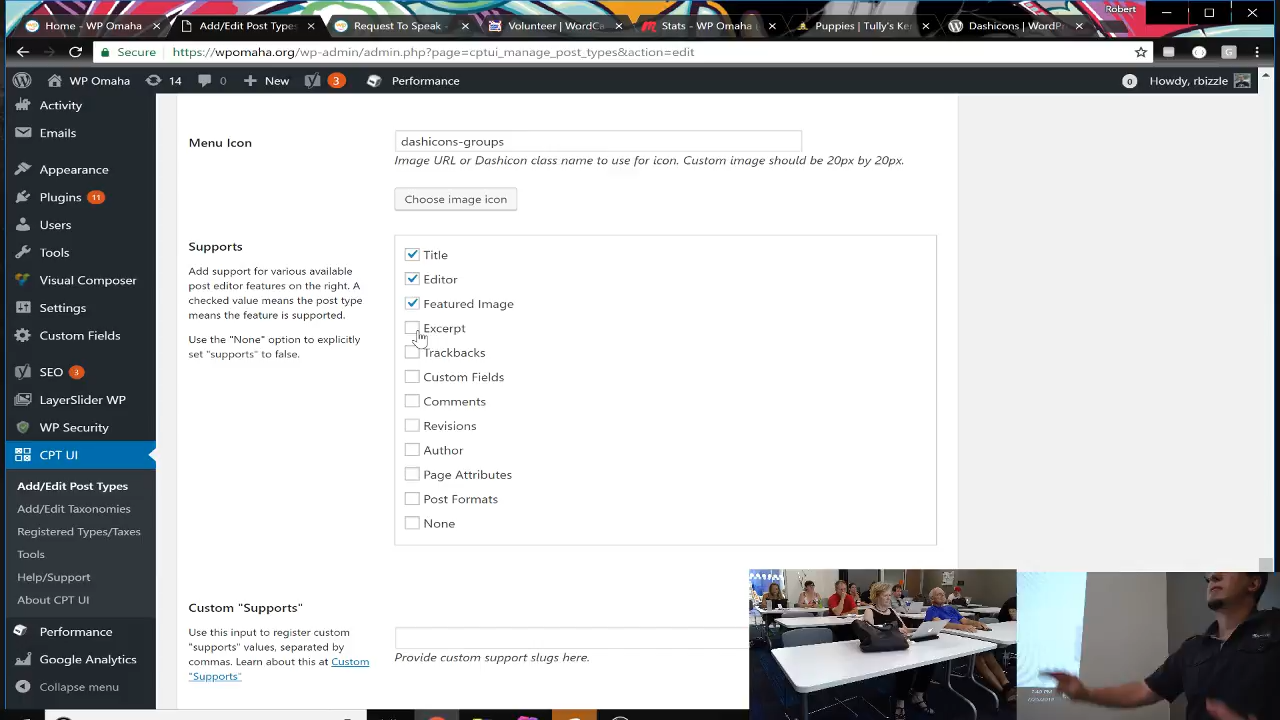 Robert
Home - WP Omaha
Add/Edit Post Types
Request To Speak -
Volunteer | WordCa
Stats - WP Omaha
Puppies | Tully's Ke
Dashicons | WordPr
Secure
https://wpomaha.org/wp-admin/admin.php?page=cptui_manage_post_types&action=edit
WP Omaha
14
0
New
3
Performance
0
Howdy, rbizzle
Activity
Emails
Appearance
Plugins 11
Users
Tools
Visual Composer
Settings
Custom Fields
SEO 3
LayerSlider WP
WP Security
CPT UI
Add/Edit Post Types
Add/Edit Taxonomies
Registered Types/Taxes
Tools
Help/Support
About CPT UI
Performance
Google Analytics
Collapse menu
Menu Icon
dashicons-groups
Image URL or Dashicon class name to use for icon. Custom image should be 20px by 20px.
Choose image icon
Supports
Add support for various available
post editor features on the right. A
checked value means the post type
means the feature is supported.
Use the "None" option to explicitly
set "supports" to false.
Title
Editor
Featured Image
Excerpt
Trackbacks
Custom Fields
Comments
Revisions
Author
Page Attributes
Post Formats
None
Custom "Supports"
Use this input to register custom
"supports" values, separated by
commas. Learn about this at Custom
"Supports"
Provide custom support slugs here.